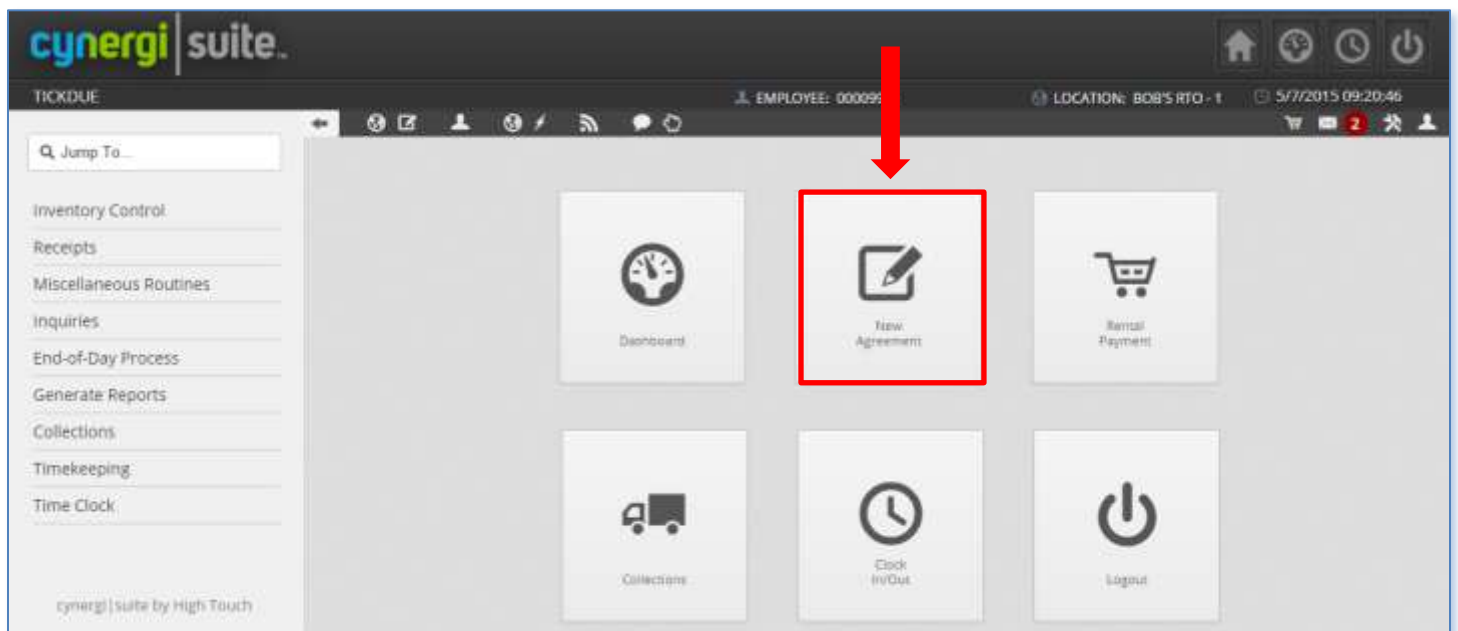 cynergi|suite™
TICKDUE
EMPLOYEE: 000099
LOCATION: BOB'S RTO - 1
5/7/2015 09:20:46
2
Jump To...
Inventory Control
Receipts
Miscellaneous Routines
Inquiries
End-of-Day Process
Generate Reports
Collections
Timekeeping
Time Clock
cynergi|suite by High Touch
Dashboard
New
Agreement
Rental
Payment
Collections
Clock
In/Out
Logout